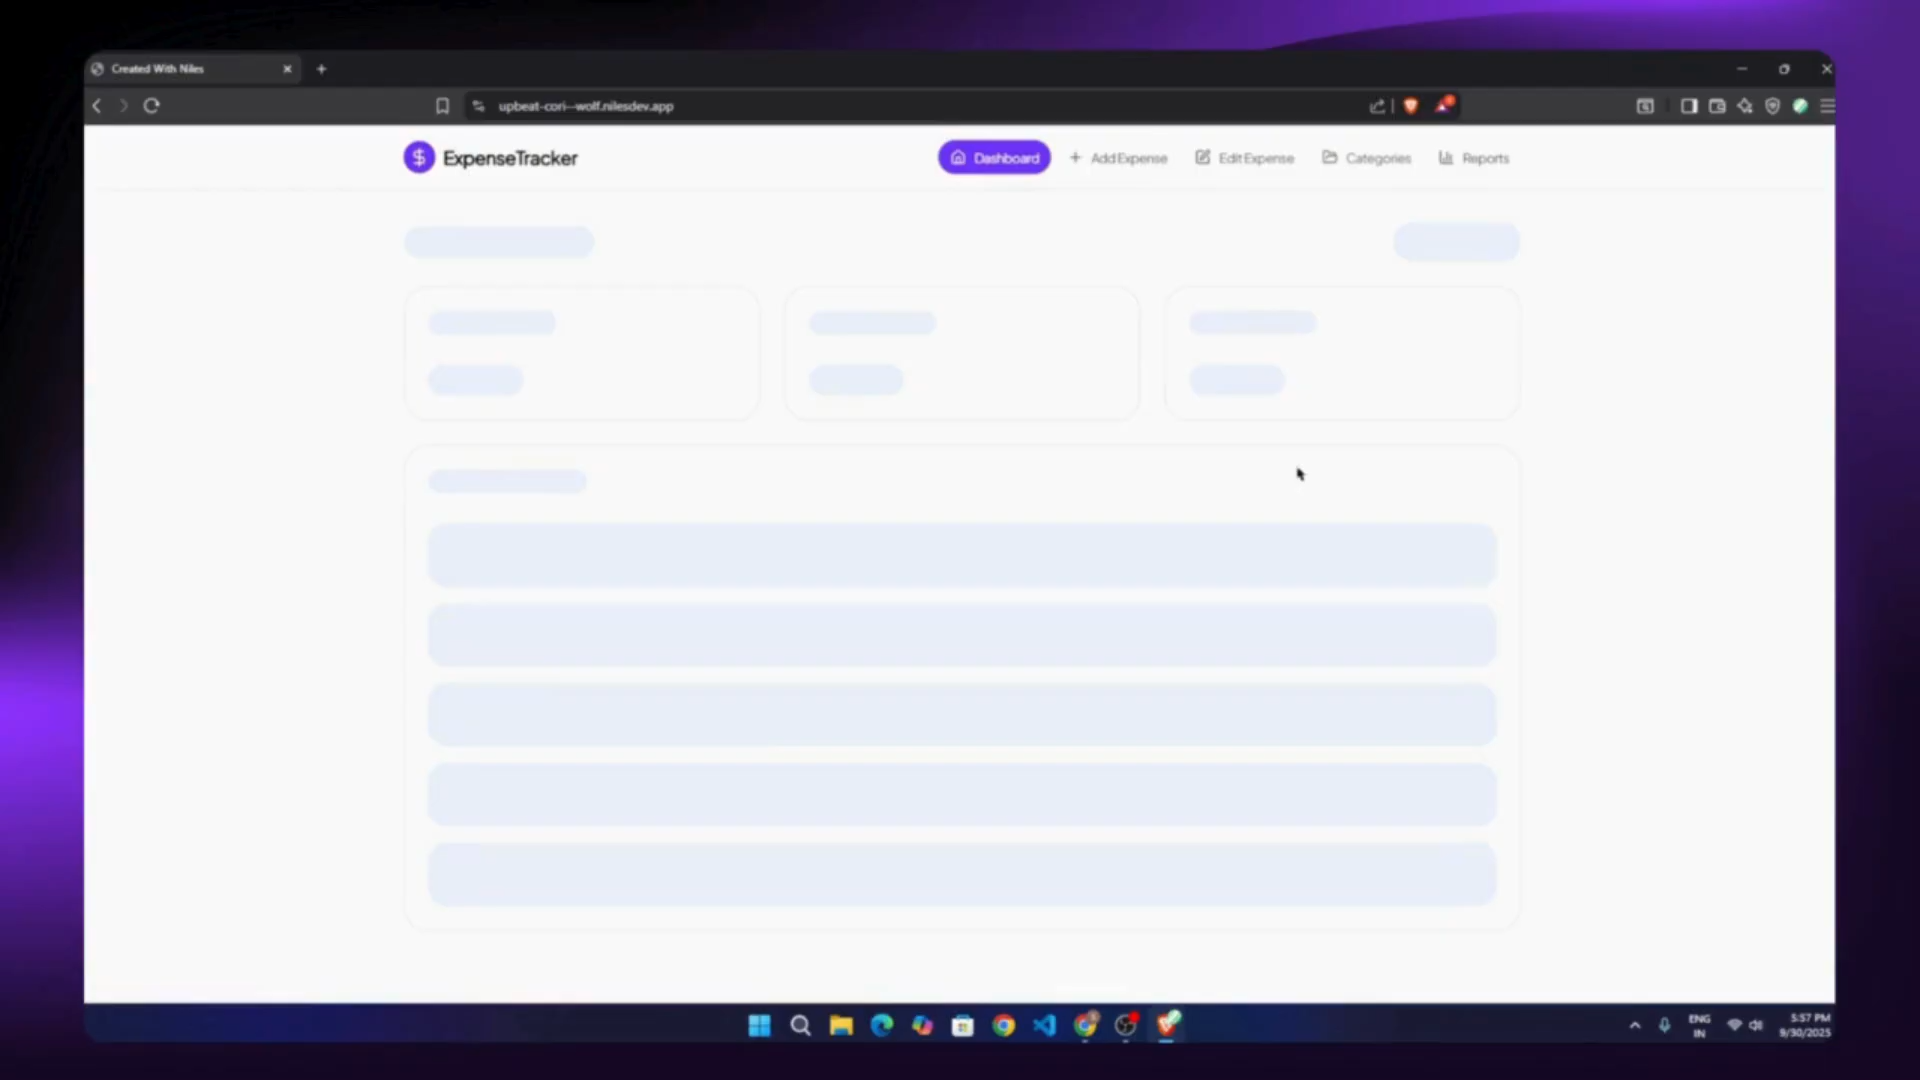 Created With Niles
upbeat-cori--wolf.nilesdev.app
$ ExpenseTracker
Dashboard
Add Expense
Edit Expense
Categories
Reports
ENG
IN
5:57 PM
9/30/2025